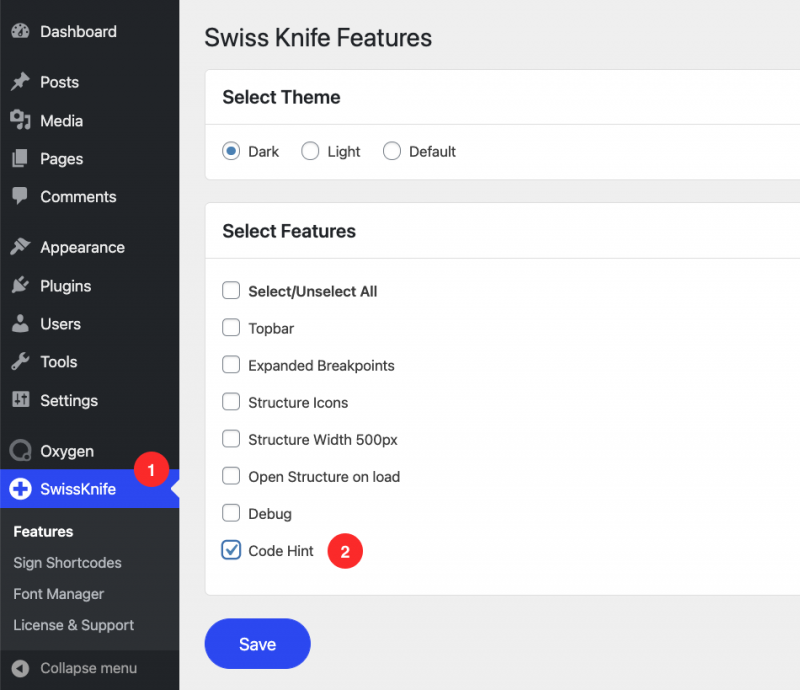 Dashboard
Posts
Media
Pages
Comments
Appearance
Plugins
Users
Tools
Settings
Oxygen
1
SwissKnife
Features
Sign Shortcodes
Font Manager
License & Support
Collapse menu
Swiss Knife Features
Select Theme
Dark Light Default
Select Features
Select/Unselect All
Topbar
Expanded Breakpoints
Structure Icons
Structure Width 500px
Open Structure on load
Debug
Code Hint 2
Save